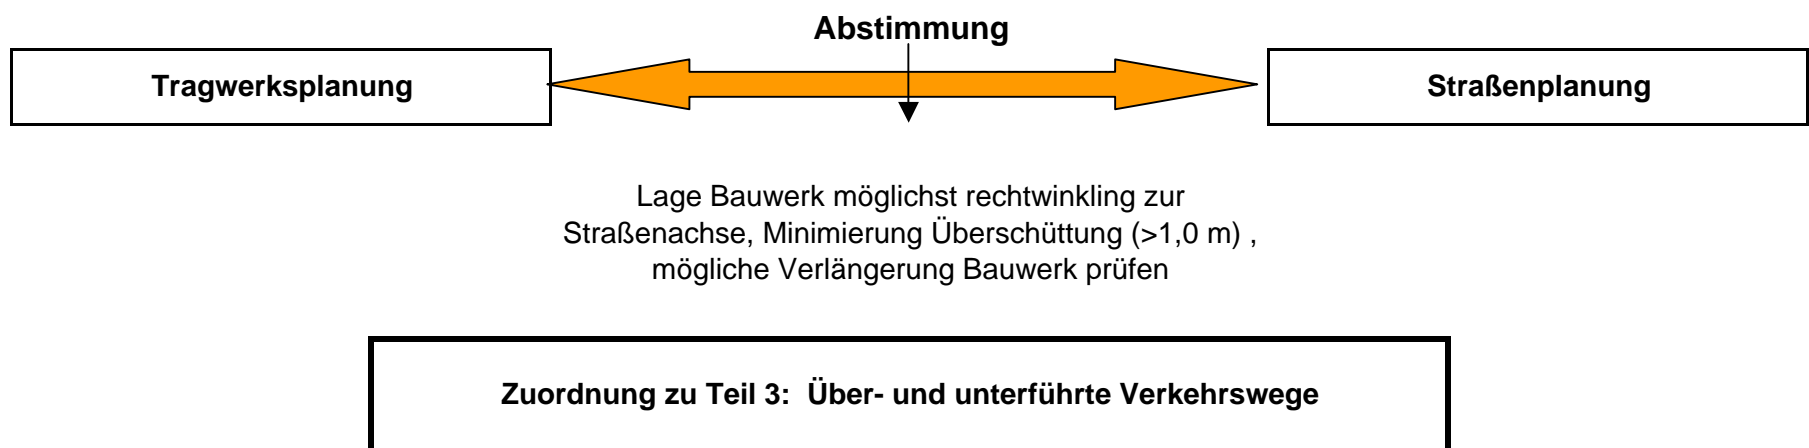 Abstimmung
Tragwerksplanung
Straßenplanung
Lage Bauwerk möglichst rechtwinkling zur
Straßenachse, Minimierung Überschüttung (>1,0 m) ,
mögliche Verlängerung Bauwerk prüfen
Zuordnung zu Teil 3:  Über- und unterführte Verkehrswege